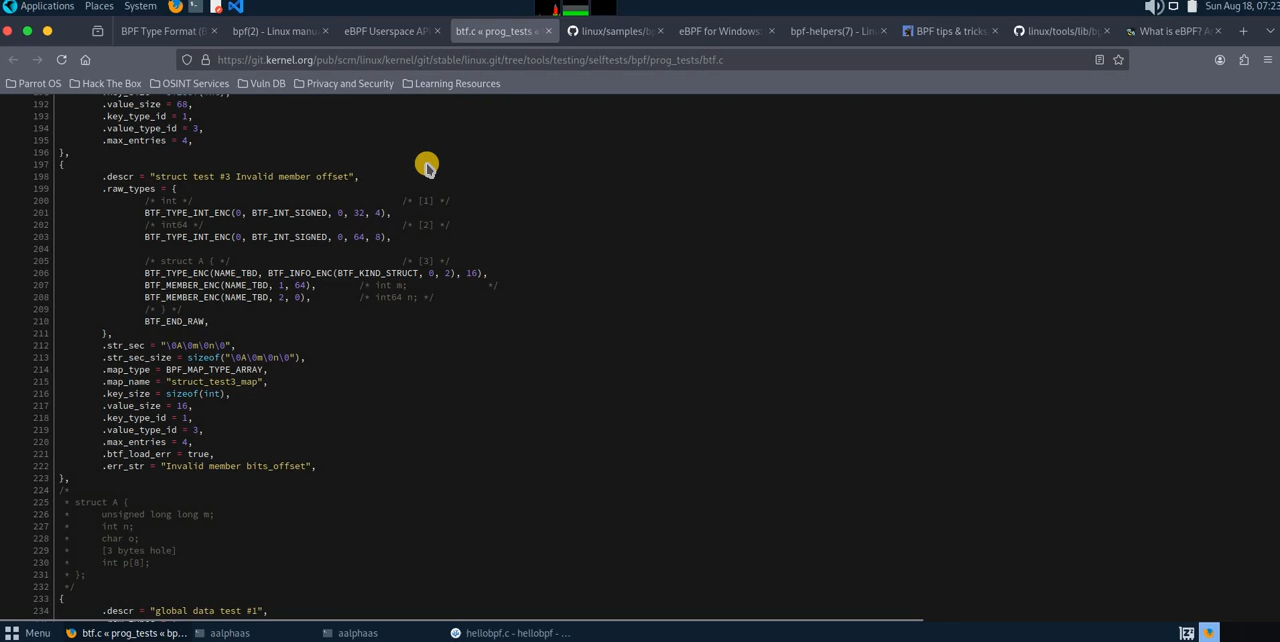 Applications Places System Sun Aug 18, 07:23
BPF Type Format (B bpf(2) - Linux manu eBPF Userspace API btf.c « prog_tests « linux/samples/bp eBPF for Windows: bpf-helpers(7) - Lin BPF tips & tricks linux/tools/lib/bp What is eBPF? A
https://git.kernel.org/pub/scm/linux/kernel/git/stable/linux.git/tree/tools/testing/selftests/bpf/prog_tests/btf.c
Parrot OS Hack The Box OSINT Services Vuln DB Privacy and Security Learning Resources
192 .value_size = 68,
193 .key_type_id = 1,
194 .value_type_id = 3,
195 .max_entries = 4,
196 },
197 {
198 .descr = "struct test #3 Invalid member offset",
199 .raw_types = {
200 /* int */ /* [1] */
201 BTF_TYPE_INT_ENC(0, BTF_INT_SIGNED, 0, 32, 4),
202 /* int64 */ /* [2] */
203 BTF_TYPE_INT_ENC(0, BTF_INT_SIGNED, 0, 64, 8),
204
205 /* struct A { */ /* [3] */
206 BTF_TYPE_ENC(NAME_TBD, BTF_INFO_ENC(BTF_KIND_STRUCT, 0, 2), 16),
207 BTF_MEMBER_ENC(NAME_TBD, 1, 64), /* int m; */
208 BTF_MEMBER_ENC(NAME_TBD, 2, 0), /* int64 n; */
209 /* } */
210 BTF_END_RAW,
211 },
212 .str_sec = "\0A\0m\0n\0",
213 .str_sec_size = sizeof("\0A\0m\0n\0"),
214 .map_type = BPF_MAP_TYPE_ARRAY,
215 .map_name = "struct_test3_map",
216 .key_size = sizeof(int),
217 .value_size = 16,
218 .key_type_id = 1,
219 .value_type_id = 3,
220 .max_entries = 4,
221 .btf_load_err = true,
222 .err_str = "Invalid member bits_offset",
223 },
224 /*
225 * struct A {
226 * unsigned long long m;
227 * int n;
228 * char o;
229 * [3 bytes hole]
230 * int p[8];
231 * };
232 */
233 {
234 .descr = "global data test #1",
Menu btf.c « prog_tests « bp... aalphaas aalphaas hellobpf.c - hellobpf - ...